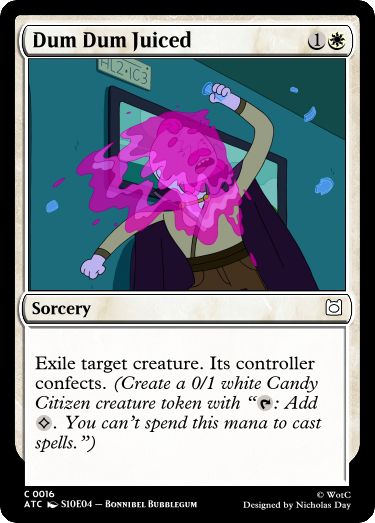 Dum Dum Juiced 1
HL2·1C3
Sorcery
Exile target creature. Its controller
confects. (Create a 0/1 white Candy
Citizen creature token with “: Add
. You can’t spend this mana to cast
spells.”)
C 0016
ATC S10E04 — Bonnibel Bubblegum
© WotC
Designed by Nicholas Day